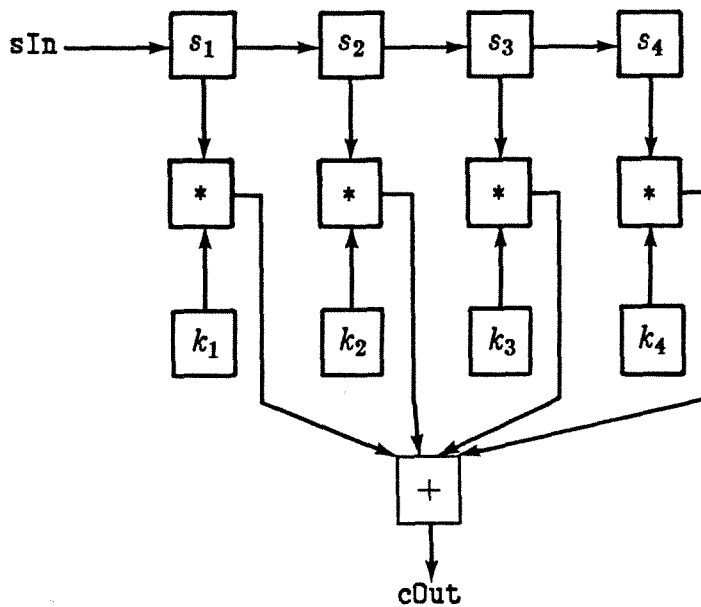 sIn s₁ s₂ s₃ s₄
* * * *
k₁ k₂ k₃ k₄
+
cOut